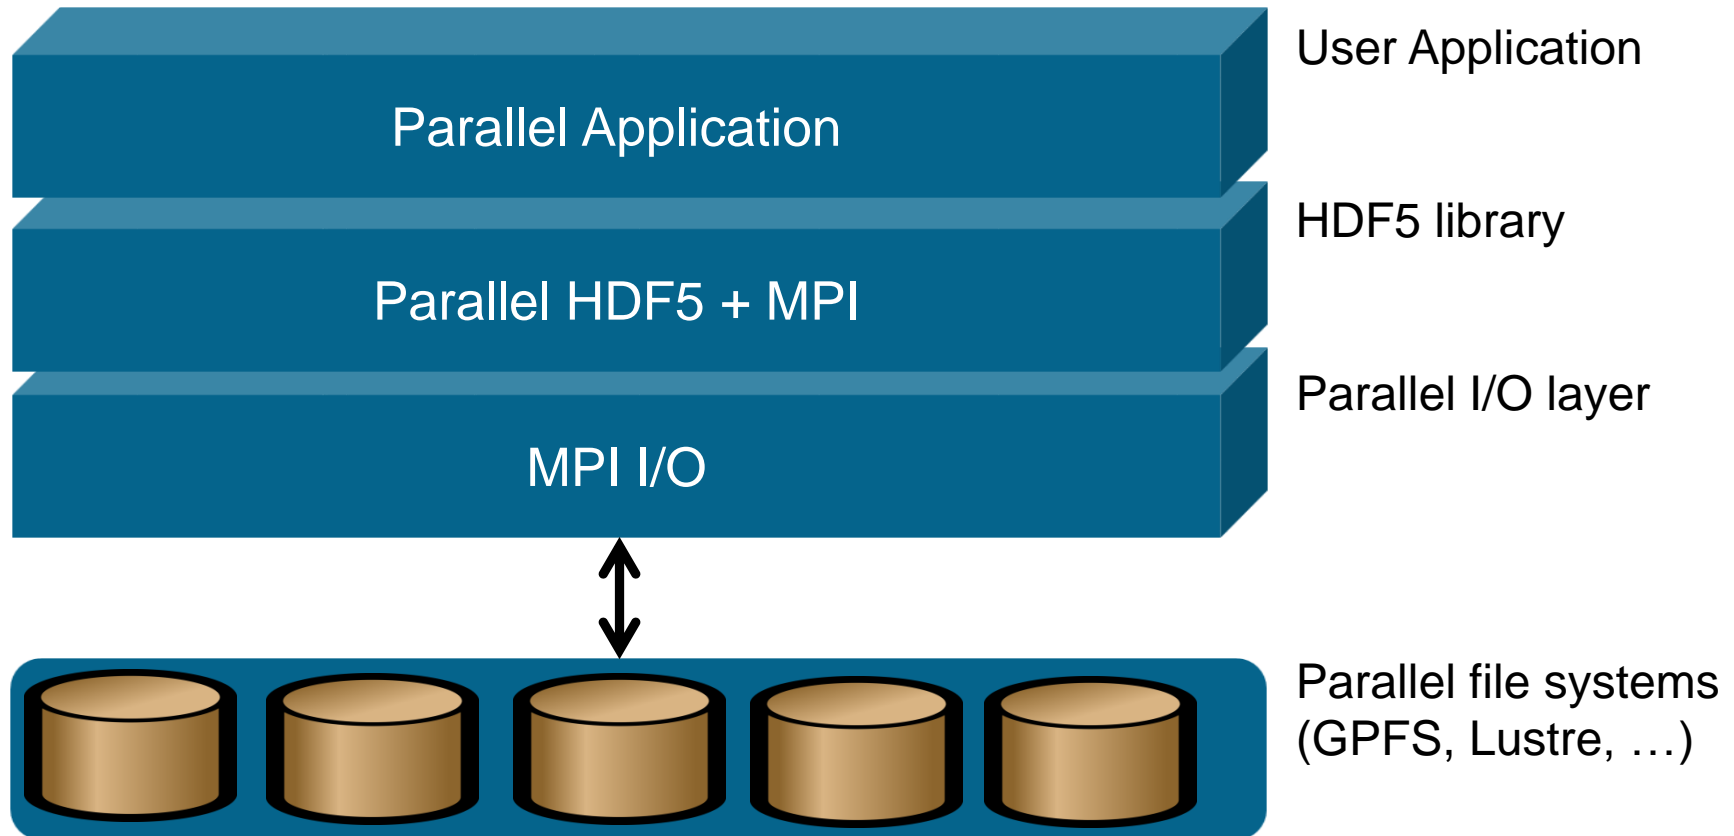 User Application
Parallel Application
HDF5 library
Parallel HDF5 + MPI
Parallel I/O layer
MPI I/O
Parallel file systems
(GPFS, Lustre, …)